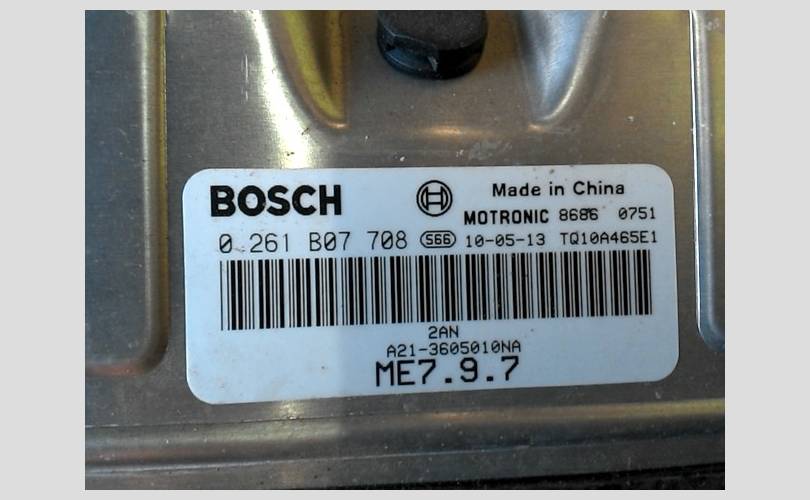 BOSCH
Made in China
MOTRONIC 8686 0751
0 261 B07 708 S66 10-05-13 TQ10A465E1
2AN
A21-3605010NA
ME7.9.7